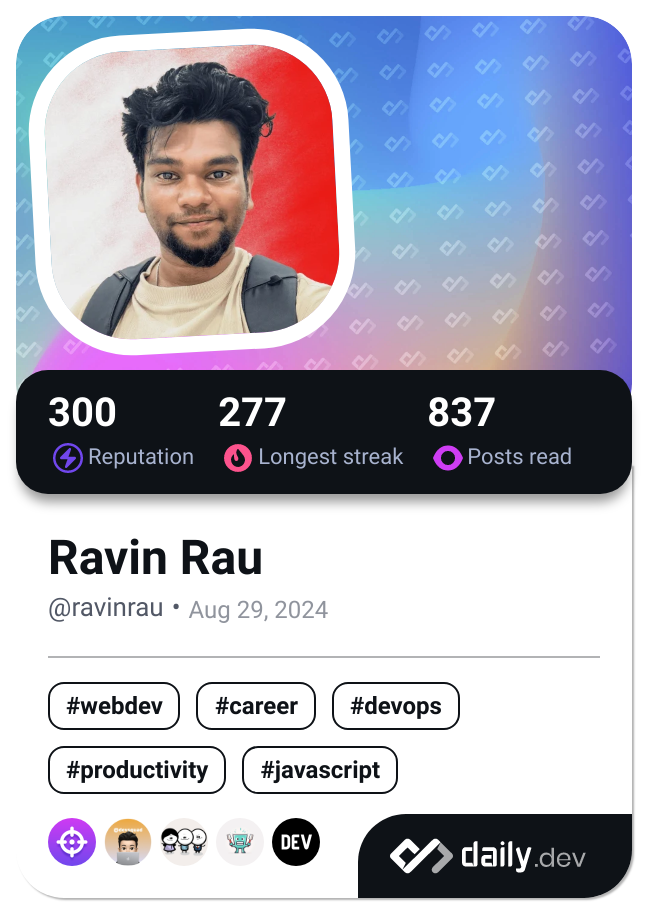 300 277 837
Reputation Longest streak Posts read
Ravin Rau
@ravinrau • Aug 29, 2024
#webdev #career #devops
#productivity #javascript
DEV
daily.dev